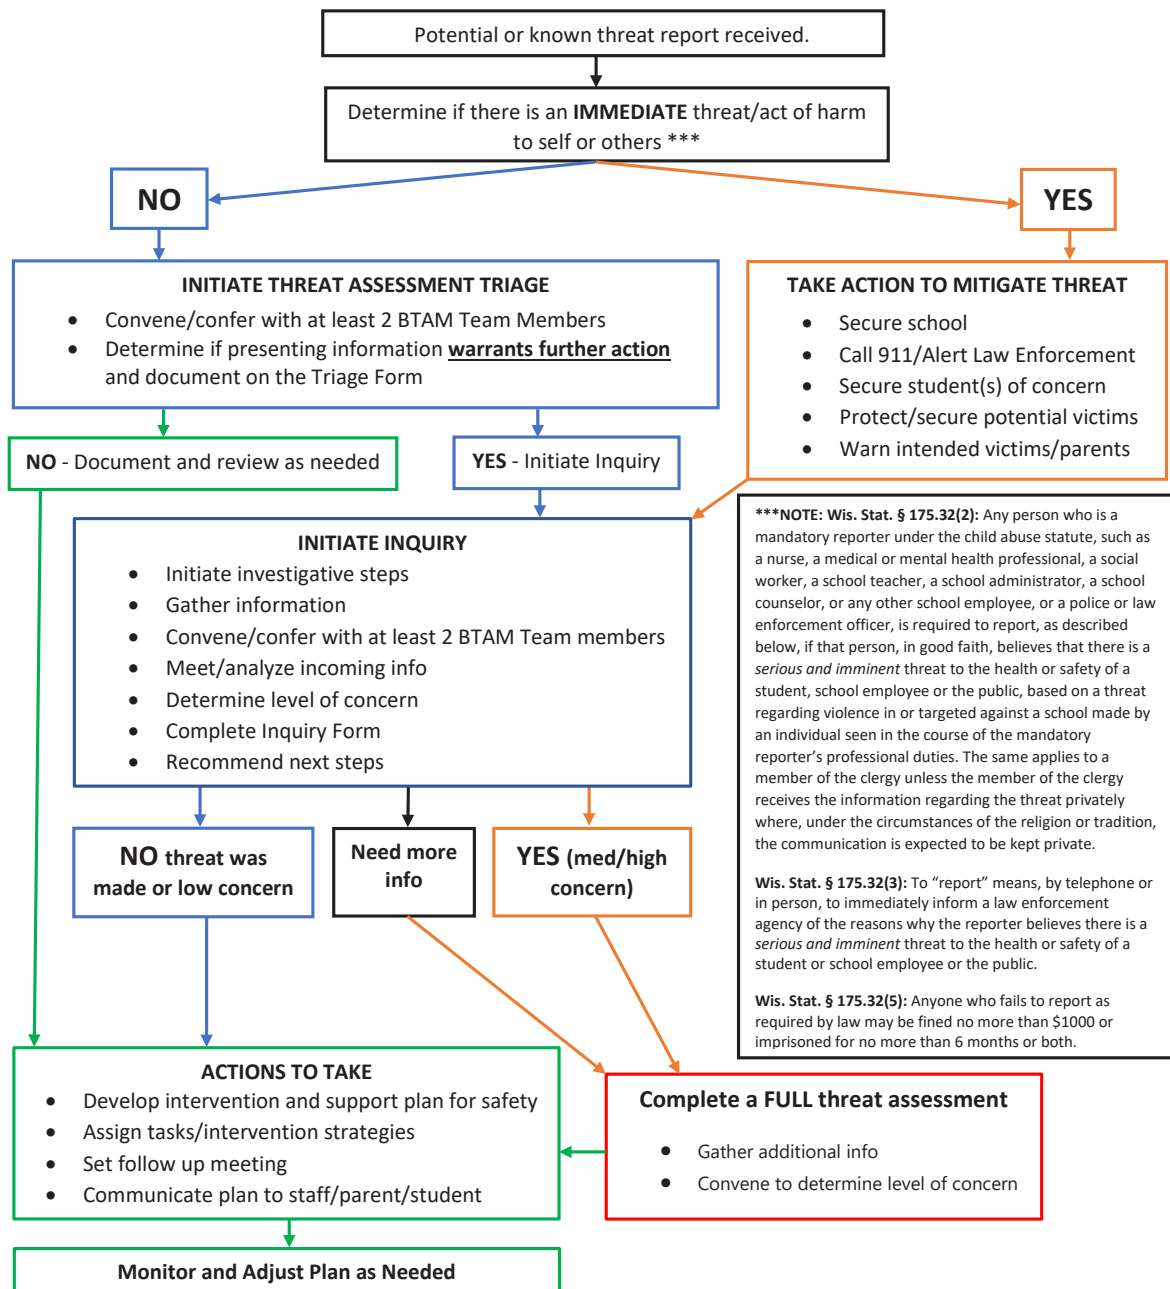 Potential or known threat report received.
Determine if there is an IMMEDIATE threat/act of harm
to self or others ***
NO
YES
INITIATE THREAT ASSESSMENT TRIAGE
• Convene/confer with at least 2 BTAM Team Members
• Determine if presenting information warrants further action
and document on the Triage Form
TAKE ACTION TO MITIGATE THREAT
• Secure school
• Call 911/Alert Law Enforcement
• Secure student(s) of concern
• Protect/secure potential victims
• Warn intended victims/parents
NO - Document and review as needed
YES - Initiate Inquiry
INITIATE INQUIRY
• Initiate investigative steps
• Gather information
• Convene/confer with at least 2 BTAM Team members
• Meet/analyze incoming info
• Determine level of concern
• Complete Inquiry Form
• Recommend next steps
***NOTE: Wis. Stat. § 175.32(2): Any person who is a
mandatory reporter under the child abuse statute, such as
a nurse, a medical or mental health professional, a social
worker, a school teacher, a school administrator, a school
counselor, or any other school employee, or a police or law
enforcement officer, is required to report, as described
below, if that person, in good faith, believes that there is a
serious and imminent threat to the health or safety of a
student, school employee or the public, based on a threat
regarding violence in or targeted against a school made by
an individual seen in the course of the mandatory
reporter's professional duties. The same applies to a
member of the clergy unless the member of the clergy
receives the information regarding the threat privately
where, under the circumstances of the religion or tradition,
the communication is expected to be kept private.
Wis. Stat. § 175.32(3): To “report” means, by telephone or
in person, to immediately inform a law enforcement
agency of the reasons why the reporter believes there is a
serious and imminent threat to the health or safety of a
student or school employee or the public.
Wis. Stat. § 175.32(5): Anyone who fails to report as
required by law may be fined no more than $1000 or
imprisoned for no more than 6 months or both.
NO threat was
made or low concern
Need more
info
YES (med/high
concern)
ACTIONS TO TAKE
• Develop intervention and support plan for safety
• Assign tasks/intervention strategies
• Set follow up meeting
• Communicate plan to staff/parent/student
Complete a FULL threat assessment
• Gather additional info
• Convene to determine level of concern
Monitor and Adjust Plan as Needed